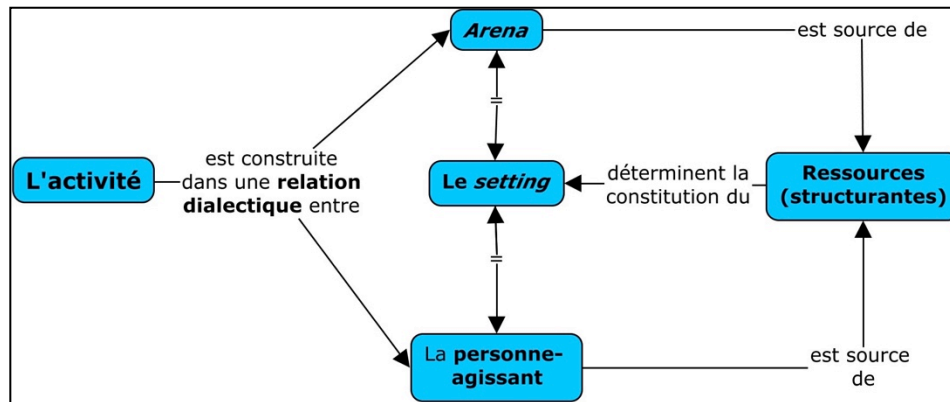 Arena
est source de
est construite
dans une relation
dialectique entre
L'activité
=
Le setting
déterminent la
constitution du
Ressources
(structurantes)
=
La personne-
agissant
est source
de